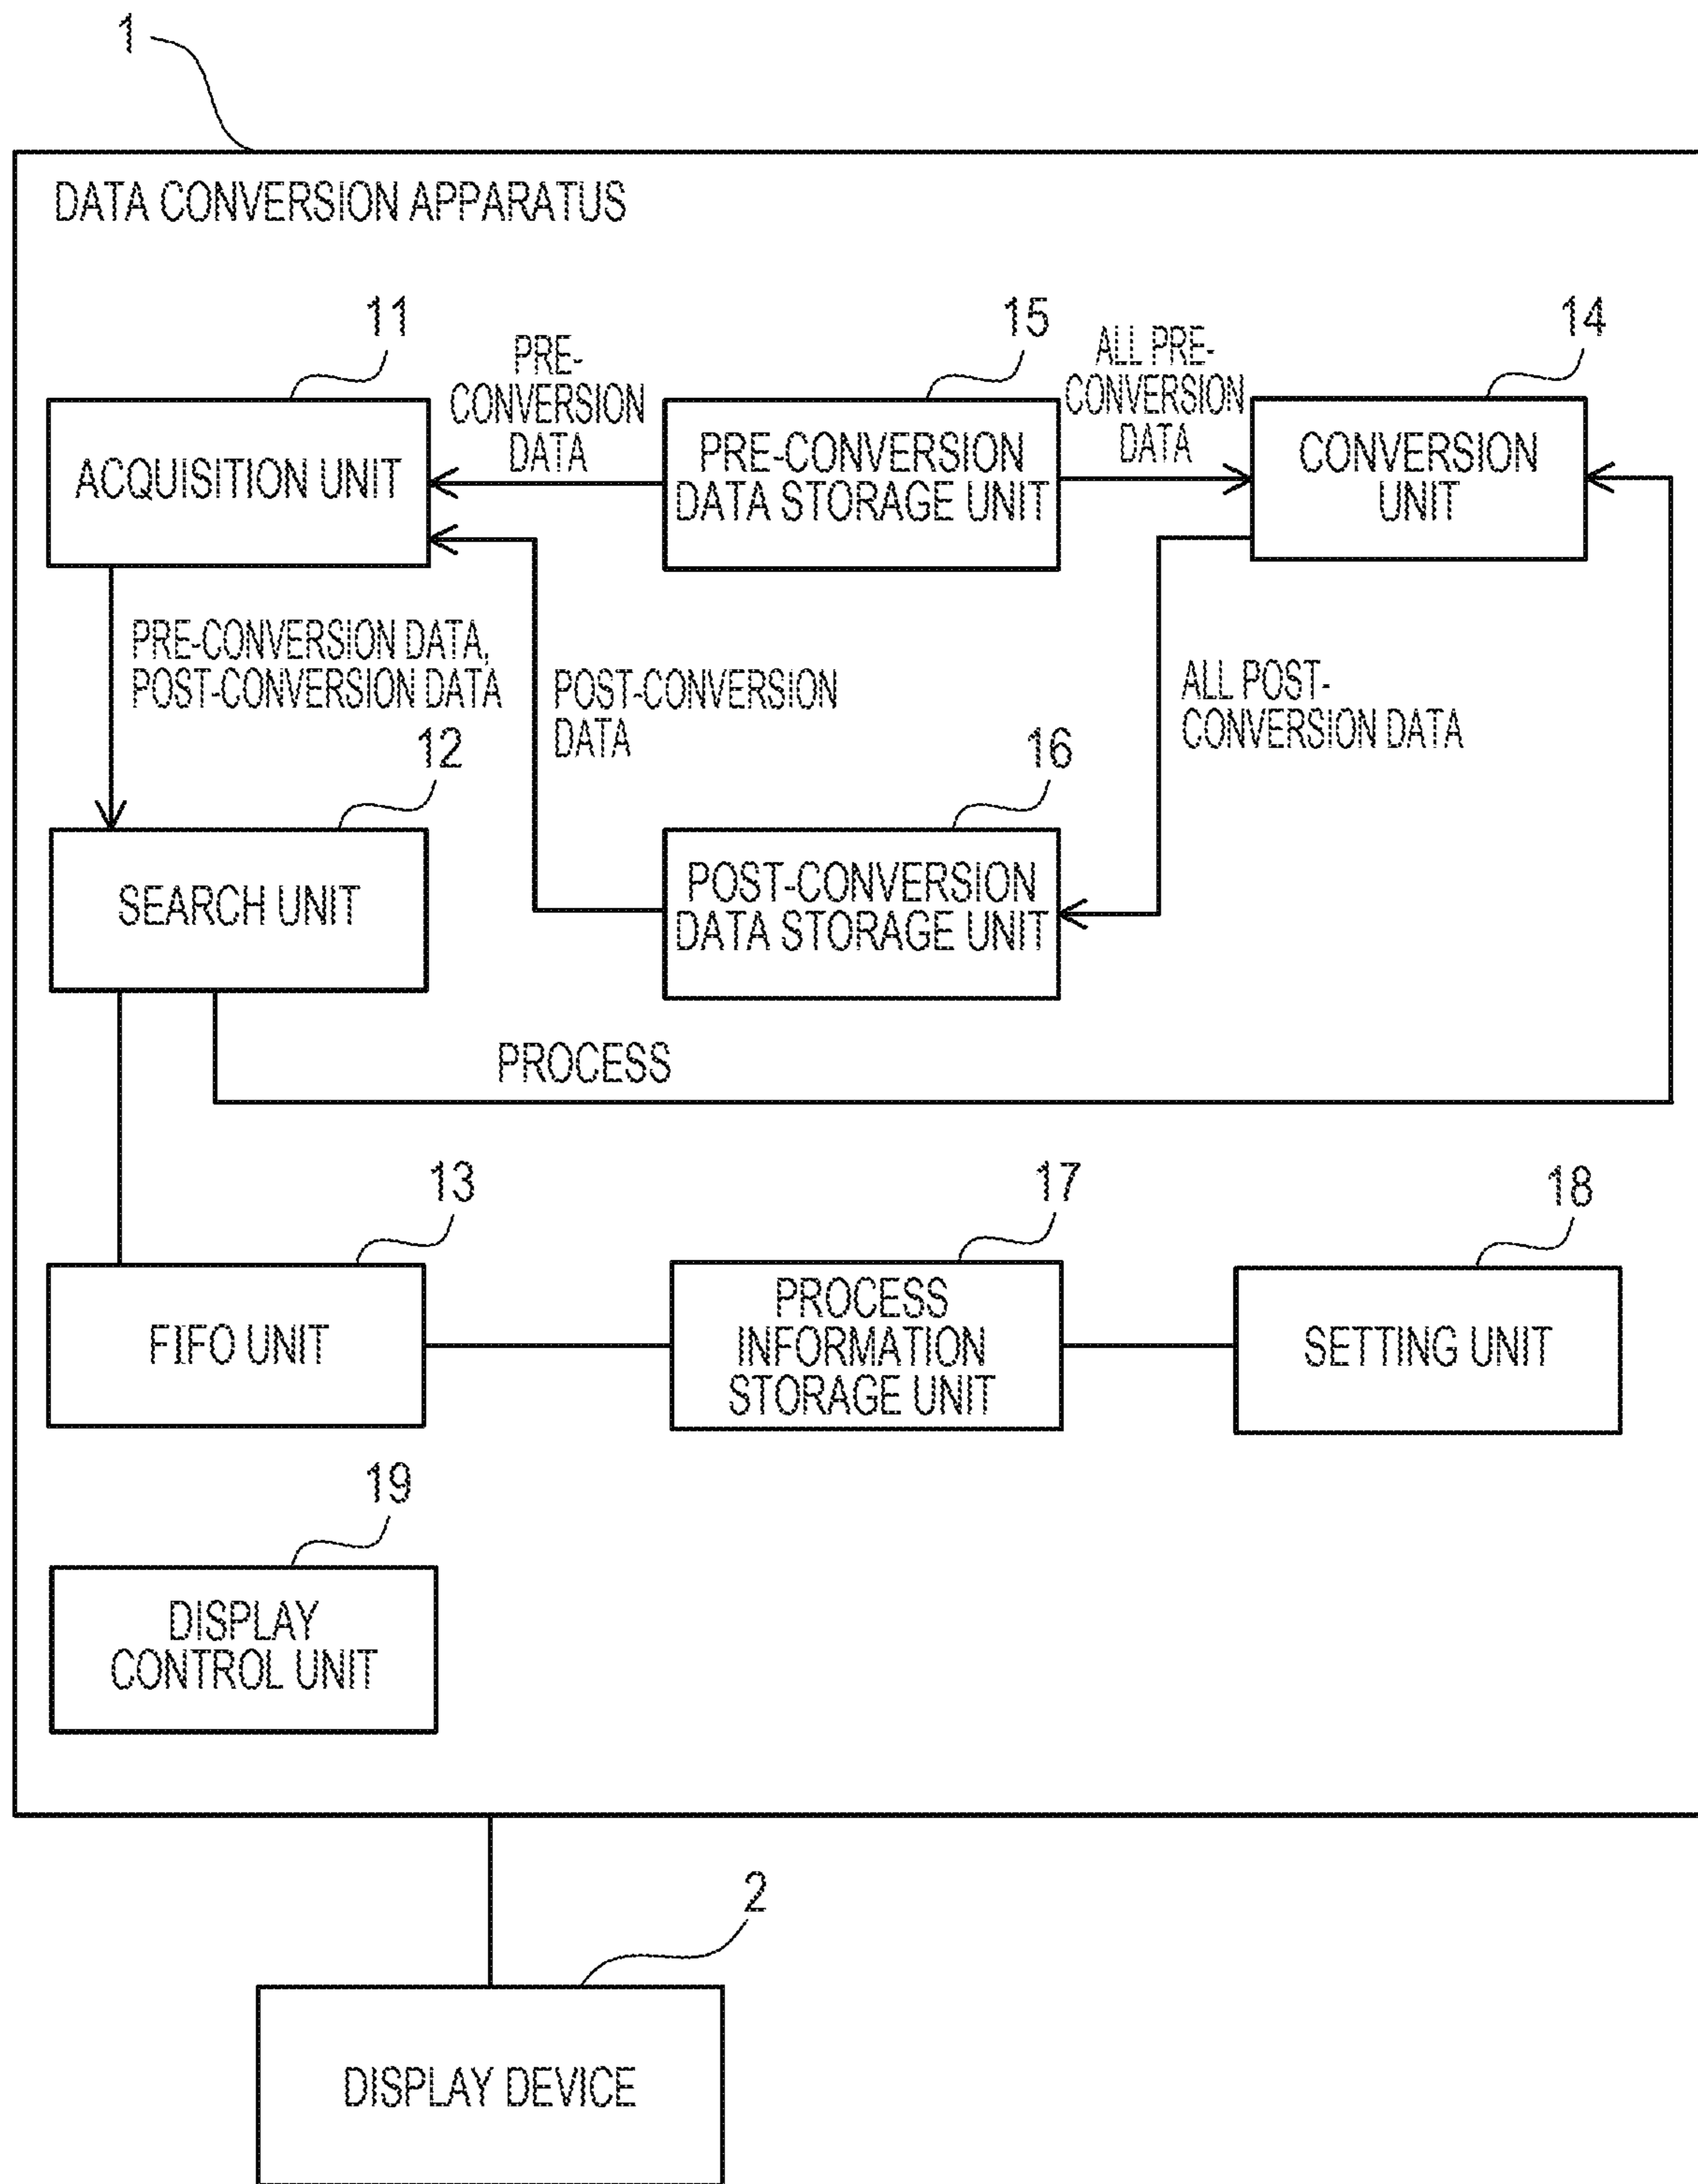 1
DATA CONVERSION APPARATUS
11
PRE-
CONVERSION
DATA
15
ALL PRE-
CONVERSION
DATA
14
ACQUISITION UNIT
PRE-CONVERSION
DATA STORAGE UNIT
CONVERSION
UNIT
PRE-CONVERSION DATA,
POST-CONVERSION DATA
POST-CONVERSION
DATA
ALL POST-
CONVERSION DATA
12
16
SEARCH UNIT
POST-CONVERSION
DATA STORAGE UNIT
PROCESS
13
17
18
FIFO UNIT
PROCESS
INFORMATION
STORAGE UNIT
SETTING UNIT
19
DISPLAY
CONTROL UNIT
2
DISPLAY DEVICE